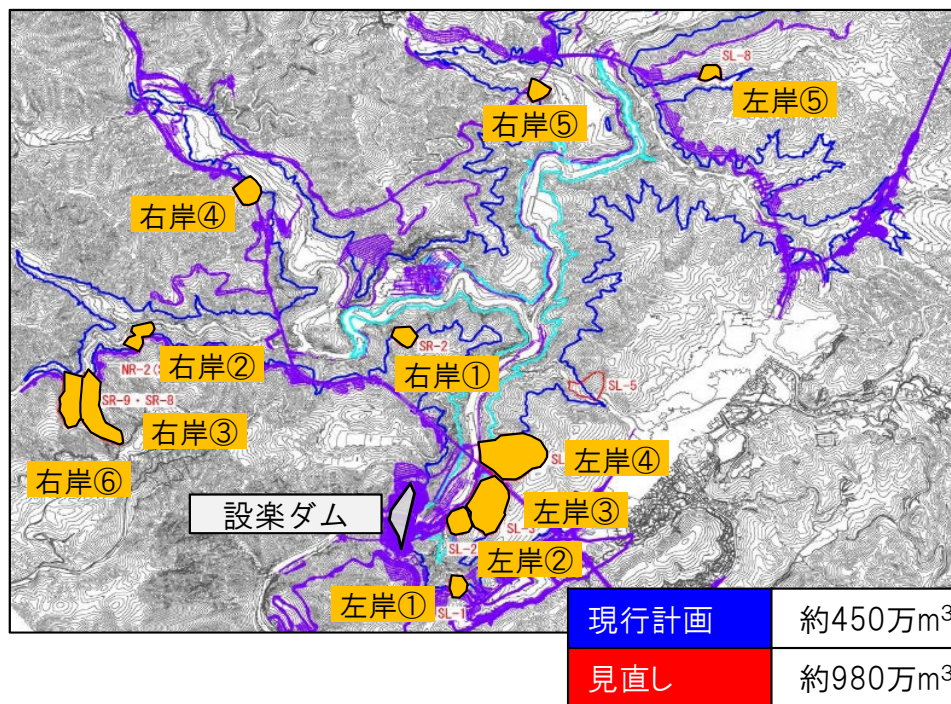 SL-8
左岸⑤
右岸⑤
右岸④
右岸②
SR-2
右岸①
SL-5
NR-2(
SR-9・SR-8
右岸③
右岸⑥
左岸④
SL
設楽ダム
左岸③
SL-3
SL-2
左岸②
左岸①
SL-1
現行計画 約450万m³
見直し 約980万m³